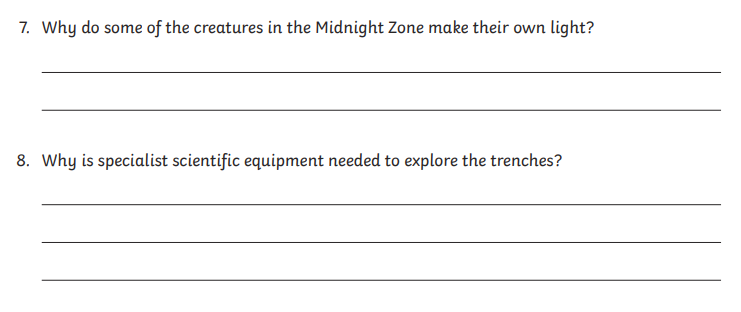 7. Why do some of the creatures in the Midnight Zone make their own light?
8. Why is specialist scientific equipment needed to explore the trenches?